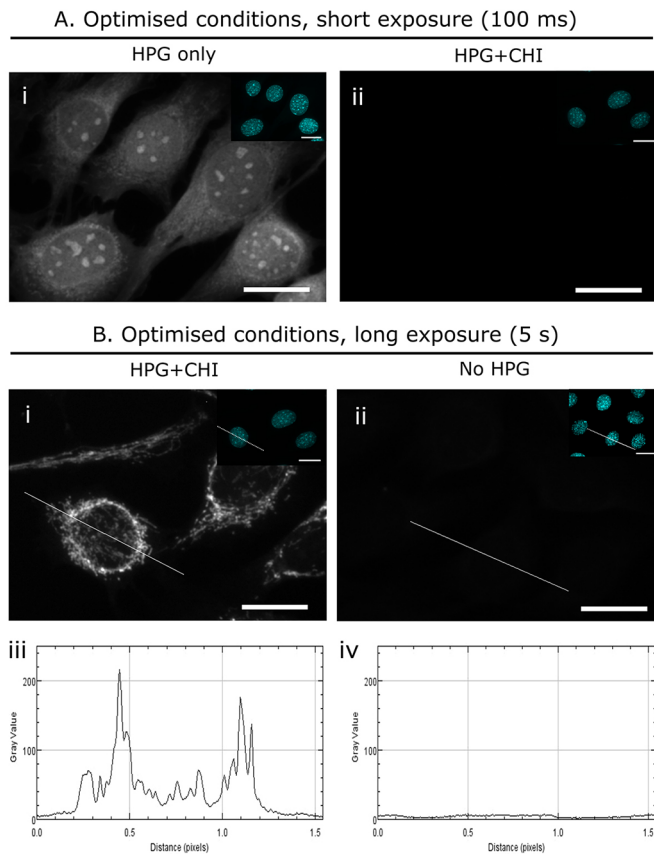 A. Optimised conditions, short exposure (100 ms)
HPG only
HPG+CHI
i
ii
B. Optimised conditions, long exposure (5 s)
HPG+CHI
No HPG
i
ii
iii
iv
Gray Value
200
100
0
0.0
0.5
1.0
1.5
Distance (pixels)
Gray Value
200
100
0
0.0
0.5
1.0
1.5
Distance (pixels)